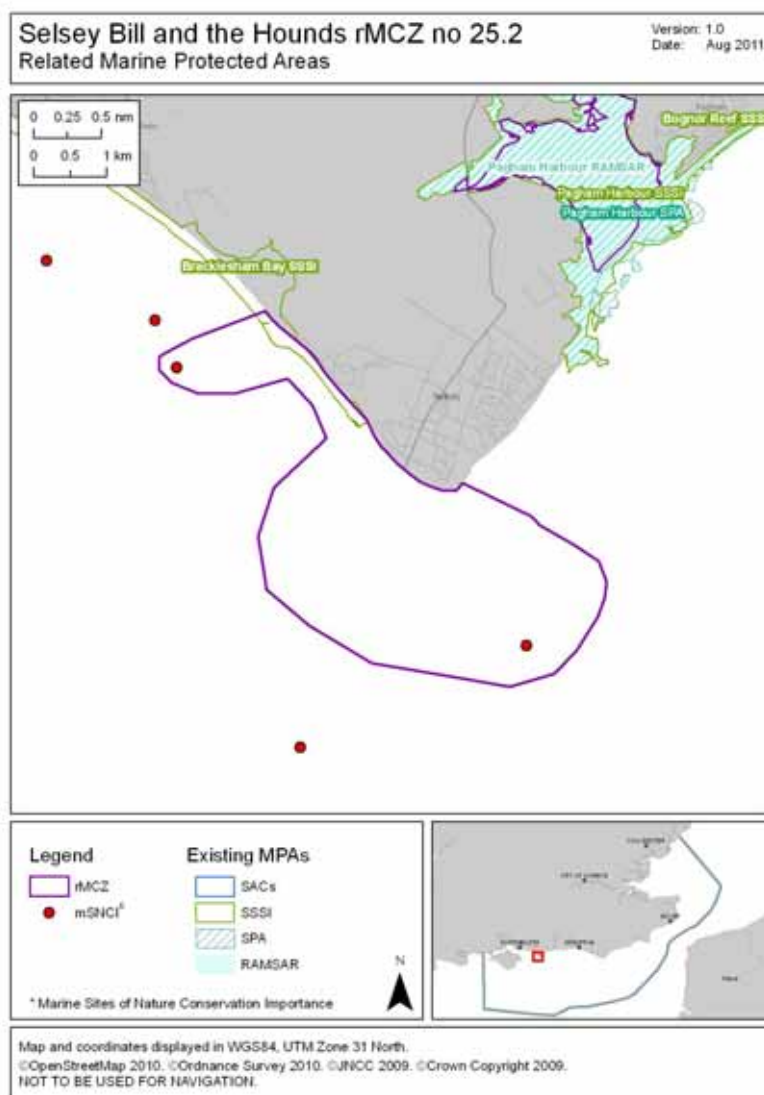 Selsey Bill and the Hounds rMCZ no 25.2
Related Marine Protected Areas
Version: 1.0
Date: Aug 2011
0 0.25 0.5 nm
0 0.5 1 km
Bognor Reef SSSI
Pagham Harbour RAMSAR
Pagham Harbour SSSI
Pagham Harbour SPA
Bracklesham Bay SSSI
Legend
rMCZ
mSNCI*
Existing MPAs
SACs
SSSI
SPA
RAMSAR
N
* Marine Sites of Nature Conservation Importance
Map and coordinates displayed in WGS84, UTM Zone 31 North.
©OpenStreetMap 2010. ©Ordnance Survey 2010. ©JNCC 2009. ©Crown Copyright 2009.
NOT TO BE USED FOR NAVIGATION.